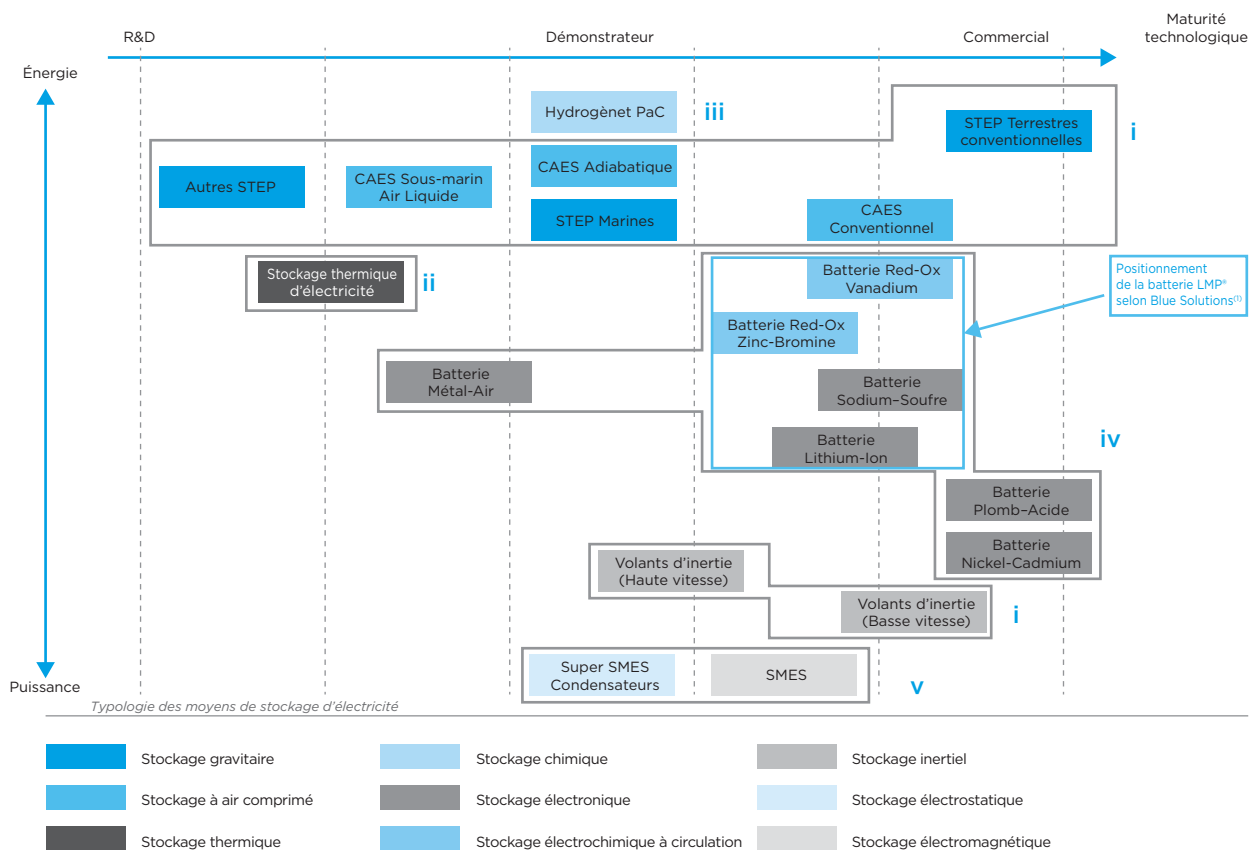 R&D
Démonstrateur
Commercial
Maturité
technologique
Énergie
Hydrogènet PaC
iii
STEP Terrestres
conventionnelles
i
Autres STEP
CAES Sous-marin
Air Liquide
CAES Adiabatique
STEP Marines
CAES
Conventionnel
Stockage thermique
d'électricité
ii
Batterie Red-Ox
Vanadium
Positionnement
de la batterie LMP®
selon Blue Solutions(1)
Batterie Red-Ox
Zinc-Bromine
Batterie
Métal-Air
Batterie
Sodium–Soufre
Batterie
Lithium-Ion
iv
Batterie
Plomb–Acide
Batterie
Nickel-Cadmium
Volants d'inertie
(Haute vitesse)
Volants d'inertie
(Basse vitesse)
i
Super SMES
Condensateurs
SMES
v
Puissance
Typologie des moyens de stockage d'électricité
Stockage gravitaire
Stockage chimique
Stockage inertiel
Stockage à air comprimé
Stockage électronique
Stockage électrostatique
Stockage thermique
Stockage électrochimique à circulation
Stockage électromagnétique